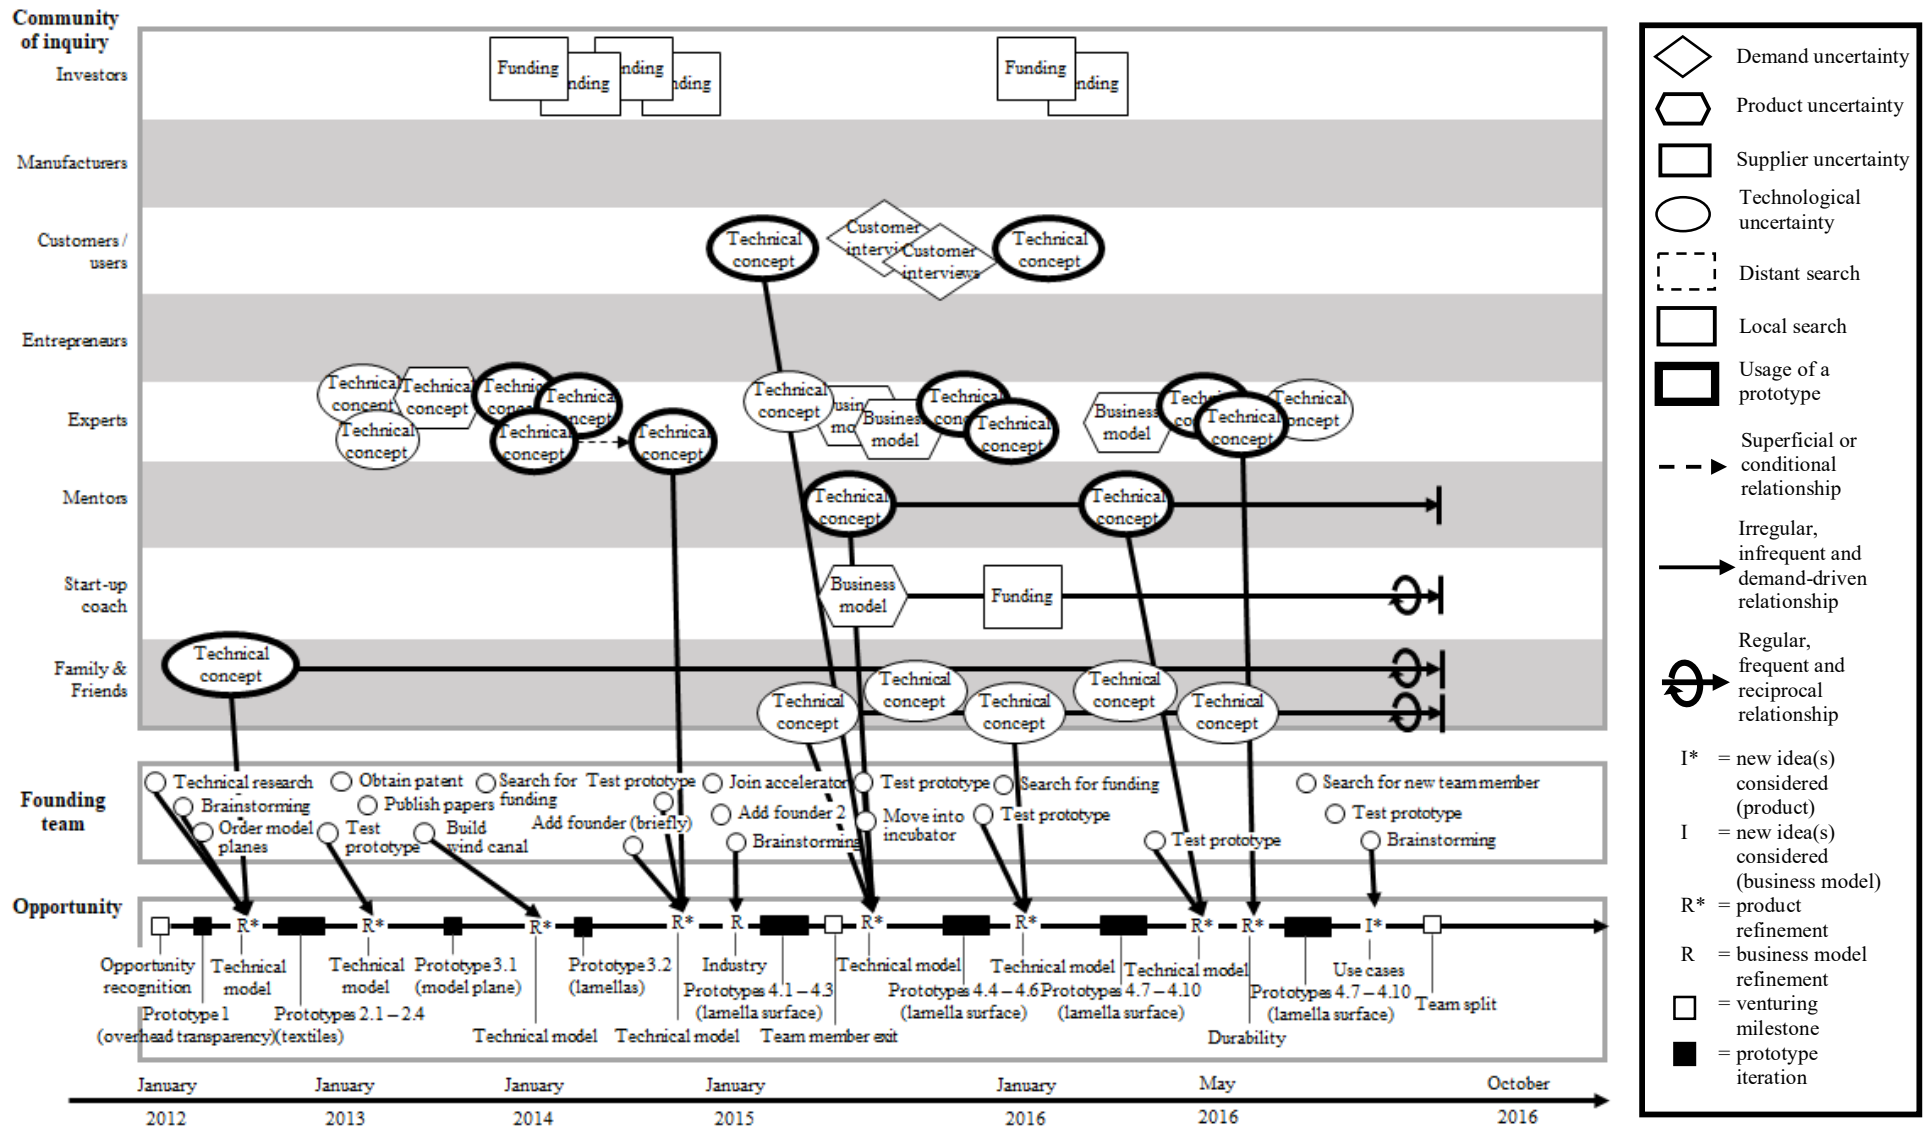 Community
of inquiry
Investors
Funding
nding
nding
nding
Funding
nding
Manufacturers
Customers /
users
Technical
concept
Customer
intervi
Customer
interviews
Technical
concept
Entrepreneurs
Experts
Technical
concept
Technical
concept
Technical
concept
Technic
conce
Technica
ncept
Technical
concept
Technical
concept
Technical
concept
usin
mo
Business
model
Technical
conc
Technical
concept
Business
model
Techn
co
Technical
concept
Technical
oncept
Mentors
Technical
concept
Technical
concept
Start-up
coach
Business
model
Funding
Family &
Friends
Technical
concept
Technical
concept
Technical
concept
Technical
concept
Technical
concept
Technical
concept
Founding
team
Technical research
Brainstorming
Order model
planes
Obtain patent
Publish papers
Test
prototype
Search for
funding
Build
wind canal
Test prototype
Add founder (briefly)
Join accelerator
Add founder 2
Brainstorming
Test prototype
Move into
incubator
Search for funding
Test prototype
Test prototype
Search for new team member
Test prototype
Brainstorming
Opportunity
R*
R*
R*
R*
R
R*
R*
R*
R*
I*
Opportunity
recognition
Prototype 1
(overhead transparency)
Technical
model
Prototypes 2.1 – 2.4
(textiles)
Technical
model
Prototype 3.1
(model plane)
Technical model
Prototype 3.2
(lamellas)
Technical model
Industry
Prototypes 4.1 – 4.3
(lamella surface)
Team member exit
Technical model
Prototypes 4.4 – 4.6
(lamella surface)
Technical model
Prototypes 4.7 – 4.10
(lamella surface)
Technical model
Durability
Prototypes 4.7 – 4.10
(lamella surface)
Use cases
Team split
January
2012
January
2013
January
2014
January
2015
January
2016
May
2016
October
2016
Demand uncertainty
Product uncertainty
Supplier uncertainty
Technological
uncertainty
Distant search
Local search
Usage of a
prototype
Superficial or
conditional
relationship
Irregular,
infrequent and
demand-driven
relationship
Regular,
frequent and
reciprocal
relationship
I* = new idea(s)
considered
(product)
I = new idea(s)
considered
(business model)
R* = product
refinement
R = business model
refinement
= venturing
milestone
= prototype
iteration